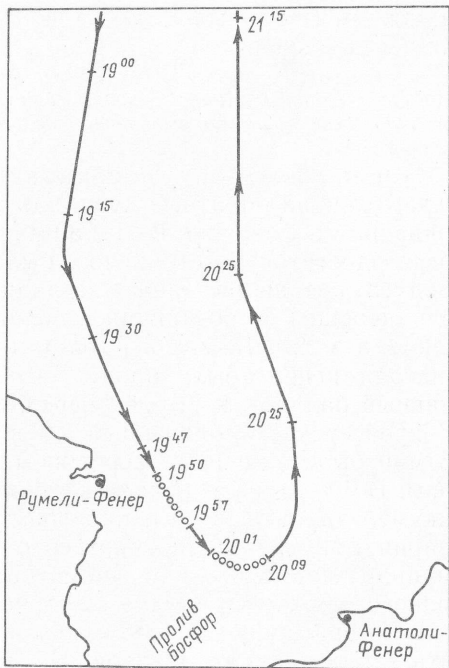 21 15
19 00
19 15
20 25
19 30
20 25
19 47
19 50
Румели-Фенер
19 57
20 01
20 09
Пролив
Босфор
Анатоли-
Фенер